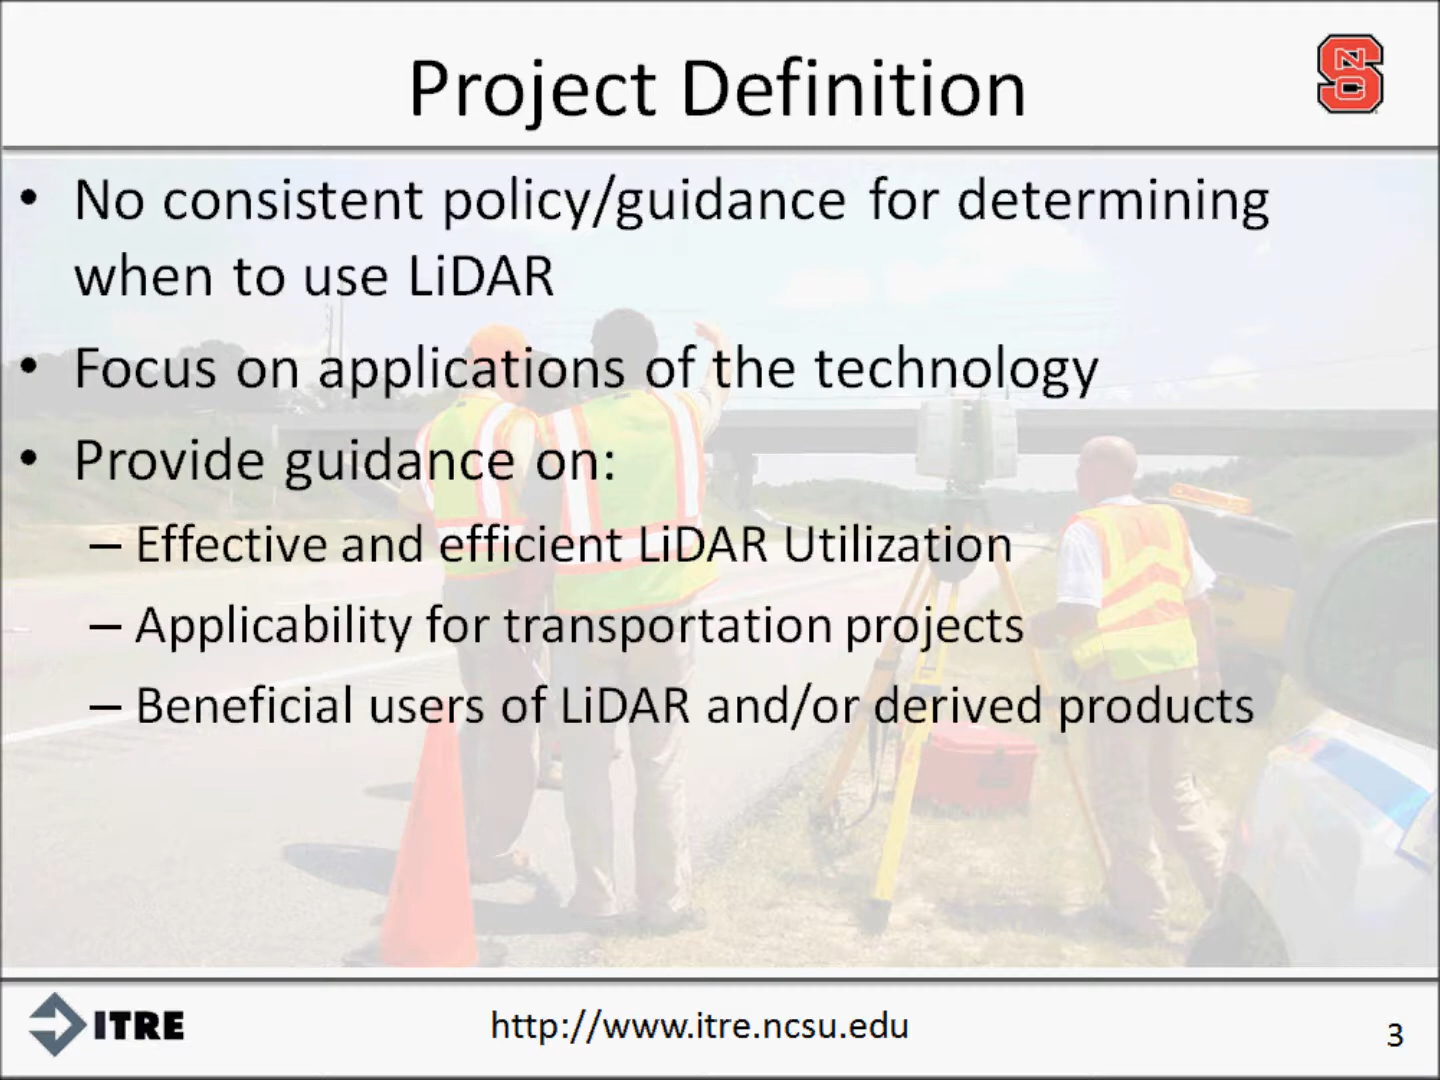 Project Definition
NC
S
• No consistent policy/guidance for determining
when to use LiDAR
• Focus on applications of the technology
• Provide guidance on:
– Effective and efficient LiDAR Utilization
– Applicability for transportation projects
– Beneficial users of LiDAR and/or derived products
ITRE
http://www.itre.ncsu.edu
3